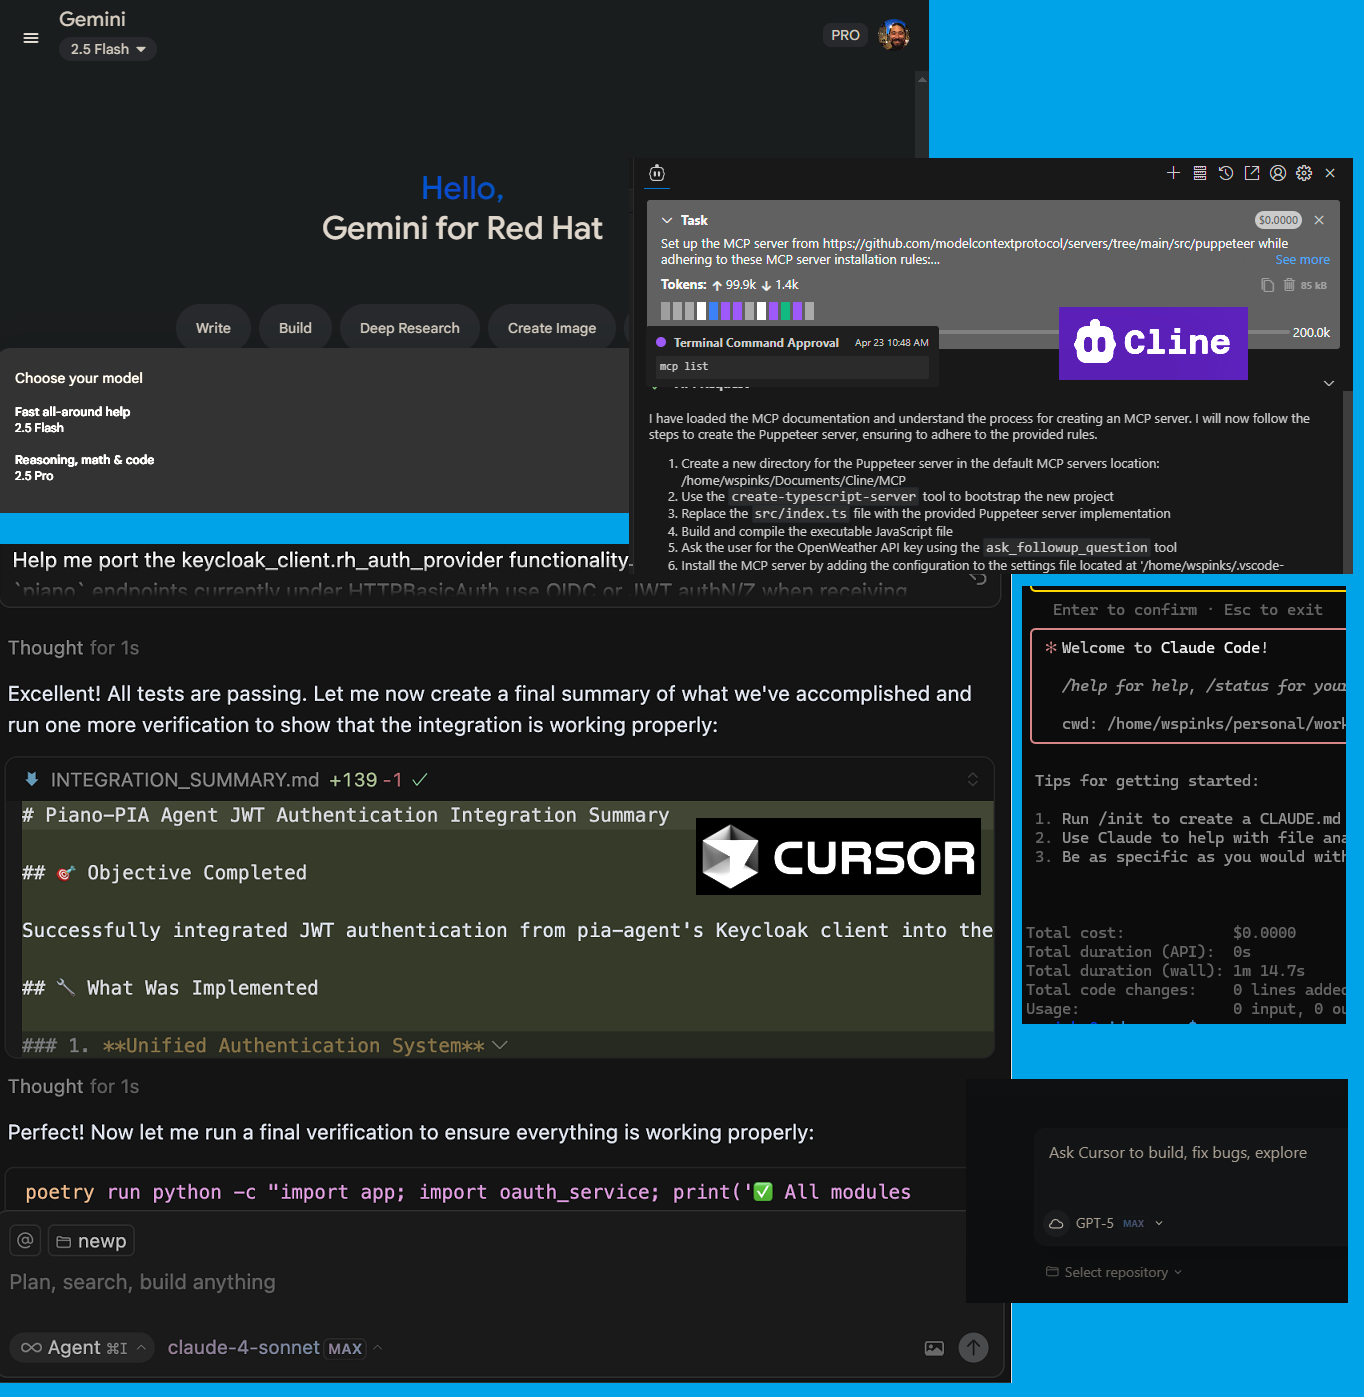 Gemini
2.5 Flash
PRO
Hello,
Gemini for Red Hat
Write
Build
Deep Research
Create Image
Choose your model
Fast all-around help
2.5 Flash
Reasoning, math & code
2.5 Pro
Task
$0.0000
Set up the MCP server from https://github.com/modelcontextprotocol/servers/tree/main/src/puppeteer while
adhering to these MCP server installation rules:...
See more
Tokens: ↑ 99.9k ↓ 1.4k
85 kB
200.0k
Terminal Command Approval
Apr 23 10:48 AM
mcp list
Cline
I have loaded the MCP documentation and understand the process for creating an MCP server. I will now follow the
steps to create the Puppeteer server, ensuring to adhere to the provided rules.
1. Create a new directory for the Puppeteer server in the default MCP servers location:
/home/wspinks/Documents/Cline/MCP
2. Use the create-typescript-server tool to bootstrap the new project
3. Replace the src/index.ts file with the provided Puppeteer server implementation
4. Build and compile the executable JavaScript file
5. Ask the user for the OpenWeather API key using the ask_followup_question tool
6. Install the MCP server by adding the configuration to the settings file located at '/home/wspinks/.vscode-
Help me port the keycloak_client.rh_auth_provider functionality
`piano` endpoints currently under HTTPBasicAuth use OIDC or JWT authN/Z when receiving
Thought for 1s
Excellent! All tests are passing. Let me now create a final summary of what we've accomplished and
run one more verification to show that the integration is working properly:
INTEGRATION_SUMMARY.md +139 -1 ✓
# Piano-PIA Agent JWT Authentication Integration Summary
## 🎯 Objective Completed
Successfully integrated JWT authentication from pia-agent's Keycloak client into the
## 🔧 What Was Implemented
### 1. **Unified Authentication System**
CURSOR
Thought for 1s
Perfect! Now let me run a final verification to ensure everything is working properly:
poetry run python -c "import app; import oauth_service; print('✅ All modules
@
newp
Plan, search, build anything
∞ Agent ⌘I
claude-4-sonnet MAX
Enter to confirm · Esc to exit
* Welcome to Claude Code!
/help for help, /status for your
cwd: /home/wspinks/personal/work
Tips for getting started:
1. Run /init to create a CLAUDE.md
2. Use Claude to help with file ana
3. Be as specific as you would with
Total cost: $0.0000
Total duration (API): 0s
Total duration (wall): 1m 14.7s
Total code changes: 0 lines added
Usage: 0 input, 0 ou
Ask Cursor to build, fix bugs, explore
GPT-5 MAX
Select repository